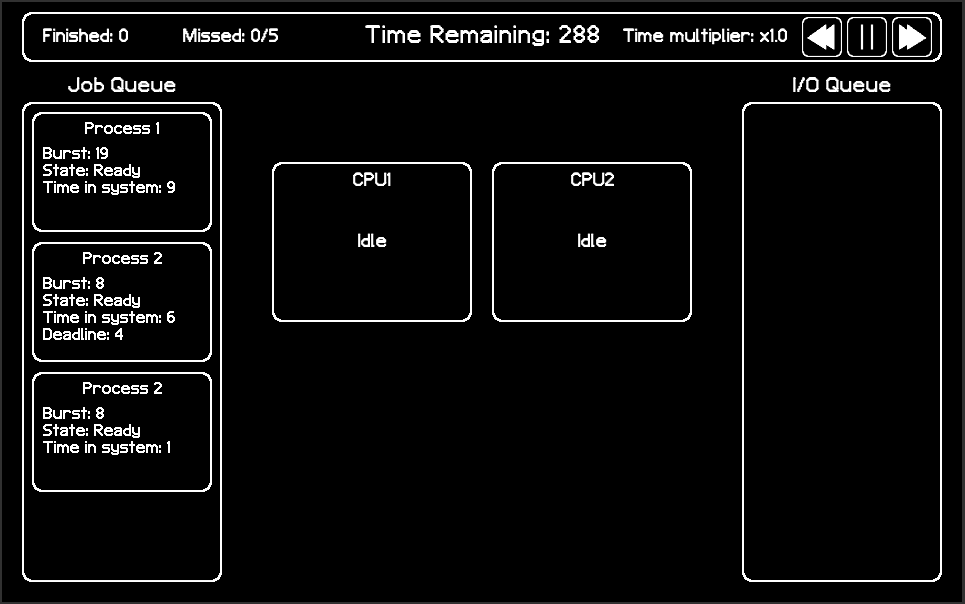 Finished: 0
Missed: 0/5
Time Remaining: 288
Time multiplier: x1.0
Job Queue
Process 1
Burst: 19
State: Ready
Time in system: 9
Process 2
Burst: 8
State: Ready
Time in system: 6
Deadline: 4
Process 2
Burst: 8
State: Ready
Time in system: 1
CPU1
Idle
CPU2
Idle
I/O Queue